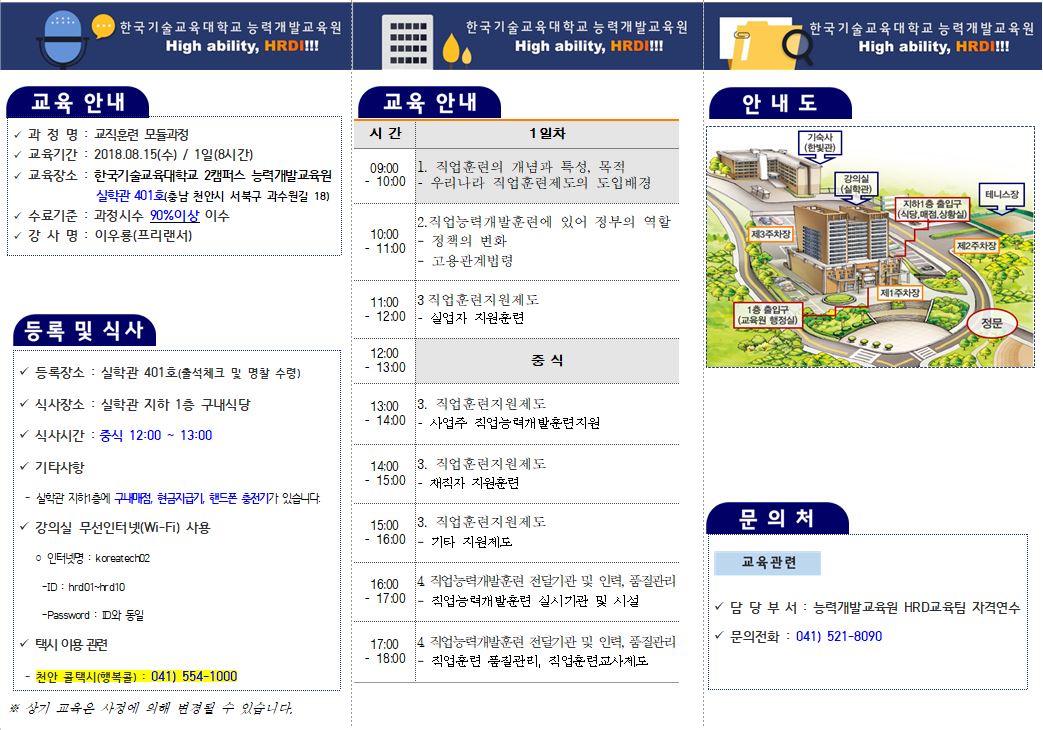 한국기술교육대학교 능력개발교육원
High ability, HRDI!!!
교육 안내
✓ 과 정 명 : 교직훈련 모듈과정
✓ 교육기간 : 2018.08.15(수) / 1일(8시간)
✓ 교육장소 : 한국기술교육대학교 2캠퍼스 능력개발교육원
실학관 401호(충남 천안시 서북구 과수원길 18)
✓ 수료기준 : 과정시수 90%이상 이수
✓ 강 사 명 : 이우룡(프리랜서)
등록 및 식사
✓ 등록장소 : 실학관 401호(출석체크 및 명찰 수령)
✓ 식사장소 : 실학관 지하 1층 구내식당
✓ 식사시간 : 중식 12:00 ~ 13:00
✓ 기타사항
- 실학관 지하1층에 구내매점, 현금지급기, 핸드폰 충전기가 있습니다.
✓ 강의실 무선인터넷(Wi-Fi) 사용
○ 인터넷명 : koreatech02
-ID : hrd01~hrd10
-Password : ID와 동일
✓ 택시 이용 관련
- 천안 콜택시(행복콜) : 041) 554-1000
※ 상기 교육은 사정에 의해 변경될 수 있습니다.
한국기술교육대학교 능력개발교육원
High ability, HRDI!!!
교육 안내
시 간 1일차
09:00 - 10:00
1. 직업훈련의 개념과 특성, 목적
- 우리나라 직업훈련제도의 도입배경
10:00 - 11:00
2.직업능력개발훈련에 있어 정부의 역할
- 정책의 변화
- 고용관계법령
11:00 - 12:00
3 직업훈련지원제도
- 실업자 지원훈련
12:00 - 13:00
중 식
13:00 - 14:00
3. 직업훈련지원제도
- 사업주 직업능력개발훈련지원
14:00 - 15:00
3. 직업훈련지원제도
- 재직자 지원훈련
15:00 - 16:00
3. 직업훈련지원제도
- 기타 지원제도
16:00 - 17:00
4. 직업능력개발훈련 전달기관 및 인력, 품질관리
- 직업능력개발훈련 실시기관 및 시설
17:00 - 18:00
4. 직업능력개발훈련 전달기관 및 인력, 품질관리
- 직업훈련 품질관리, 직업훈련교사제도
한국기술교육대학교 능력개발교육원
High ability, HRDI!!!
안 내 도
기숙사
(한빛관)
강의실
(실학관)
지하1층 출입구
(식당,매점,상황실)
테니스장
제3주차장
제2주차장
제1주차장
1층 출입구
(교육원 행정실)
정문
문 의 처
교육관련
✓ 담 당 부 서 : 능력개발교육원 HRD교육팀 자격연수
✓ 문의전화 : 041) 521-8090